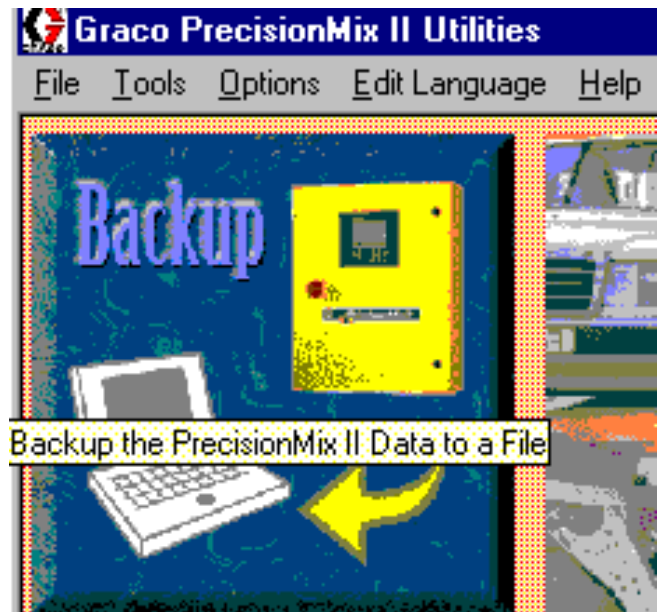 Graco PrecisionMix II Utilities
File Tools Options Edit Language Help
Backup
Backup the PrecisionMix II Data to a File